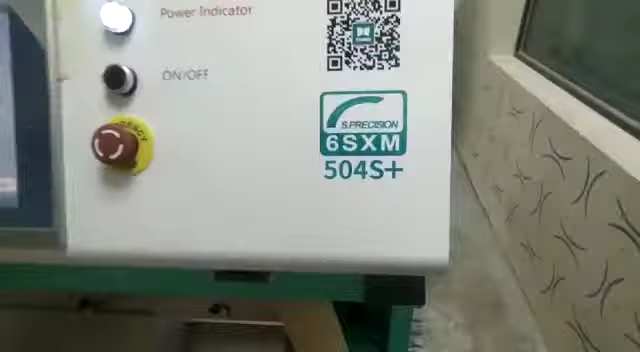 Power Indicator
ON/OFF
S.PRECISION
6SXM
504S+